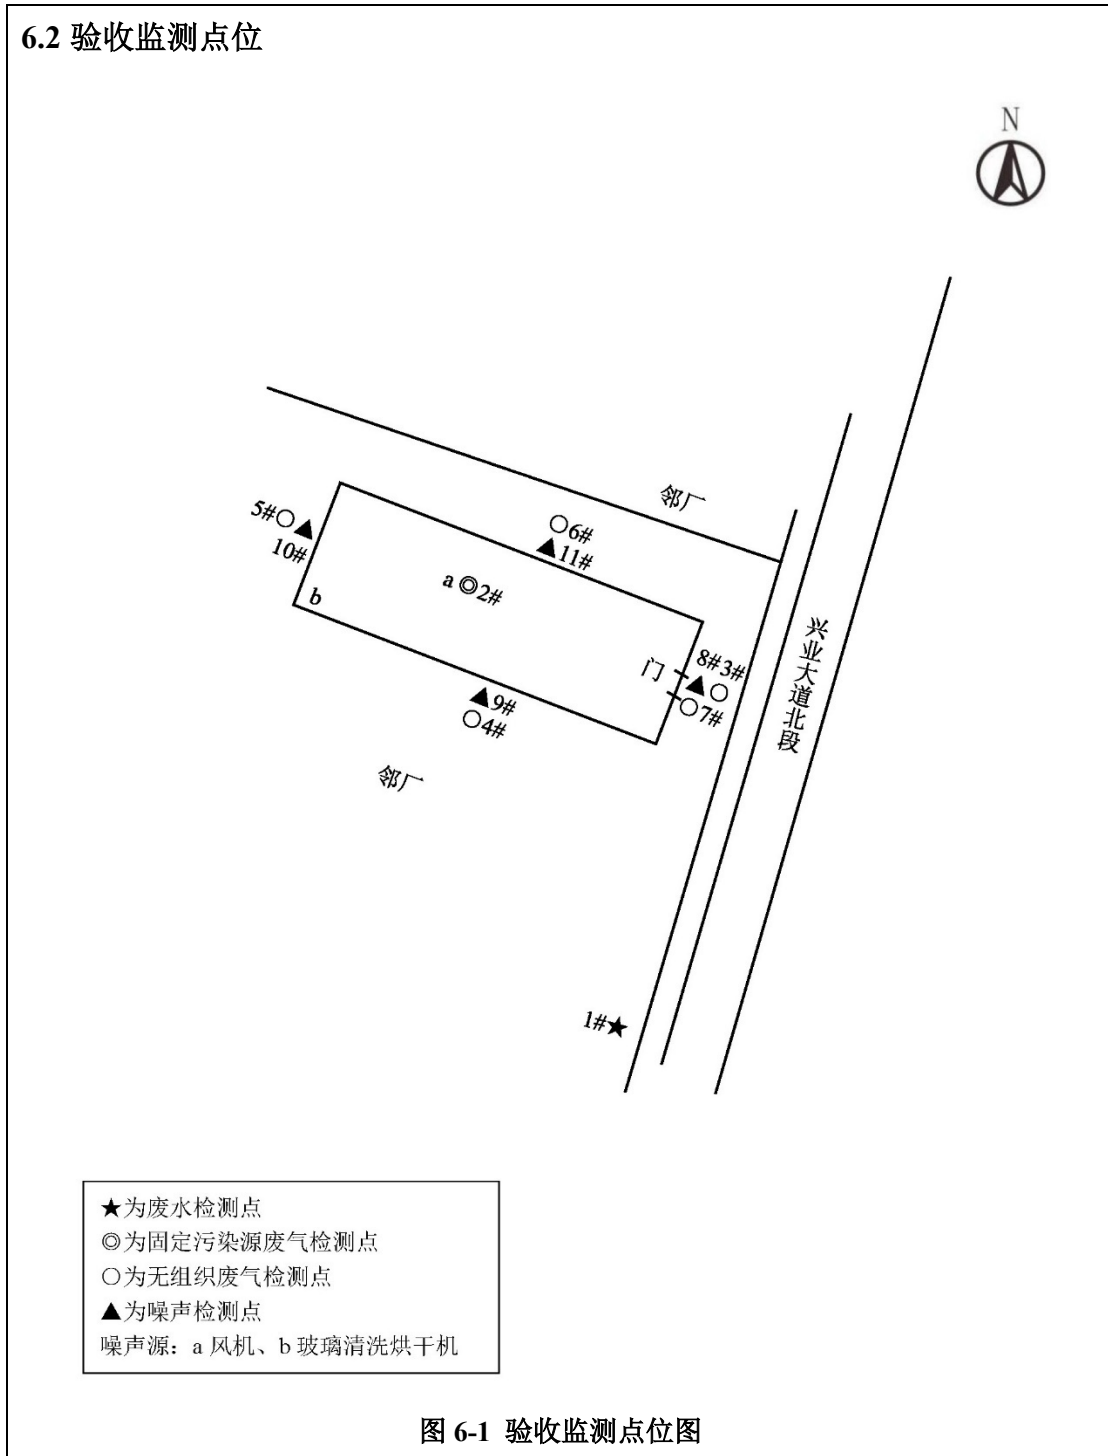 6.2 验收监测点位
N
邻厂
5#○
▲
10#
○6#
▲11#
a ◎2#
b
门
8#3#
▲○
○7#
▲9#
○4#
邻厂
兴业大道北段
1#★
★为废水检测点
◎为固定污染源废气检测点
○为无组织废气检测点
▲为噪声检测点
噪声源：a 风机、b 玻璃清洗烘干机
图 6-1 验收监测点位图